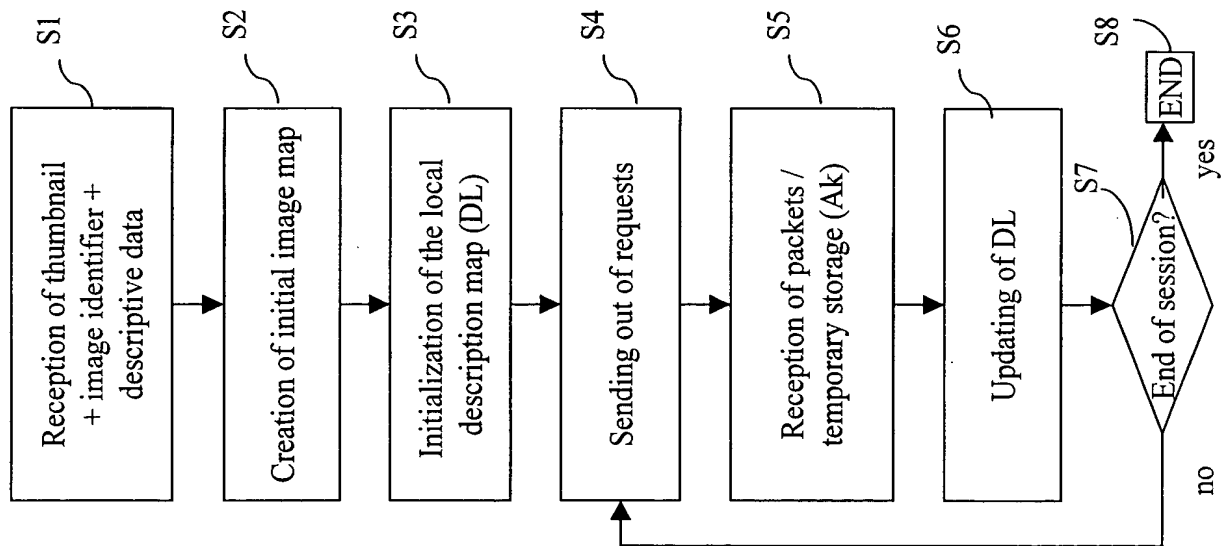 S1
Reception of thumbnail
+ image identifier +
descriptive data
S2
Creation of initial image map
S3
Initialization of the local
description map (DL)
S4
Sending out of requests
S5
Reception of packets /
temporary storage (Ak)
S6
Updating of DL
S7
End of session?
yes
no
S8
END